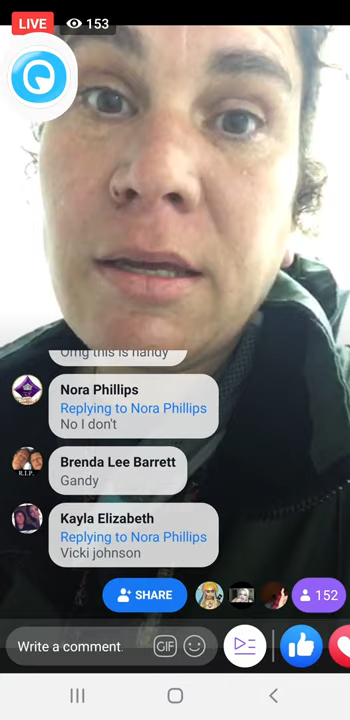 LIVE
153
Omg this is handy
Nora Phillips
Replying to Nora Phillips
No I don't
Brenda Lee Barrett
R.I.P.
Gandy
Kayla Elizabeth
Replying to Nora Phillips
Vicki johnson
SHARE
152
Write a comment
GIF